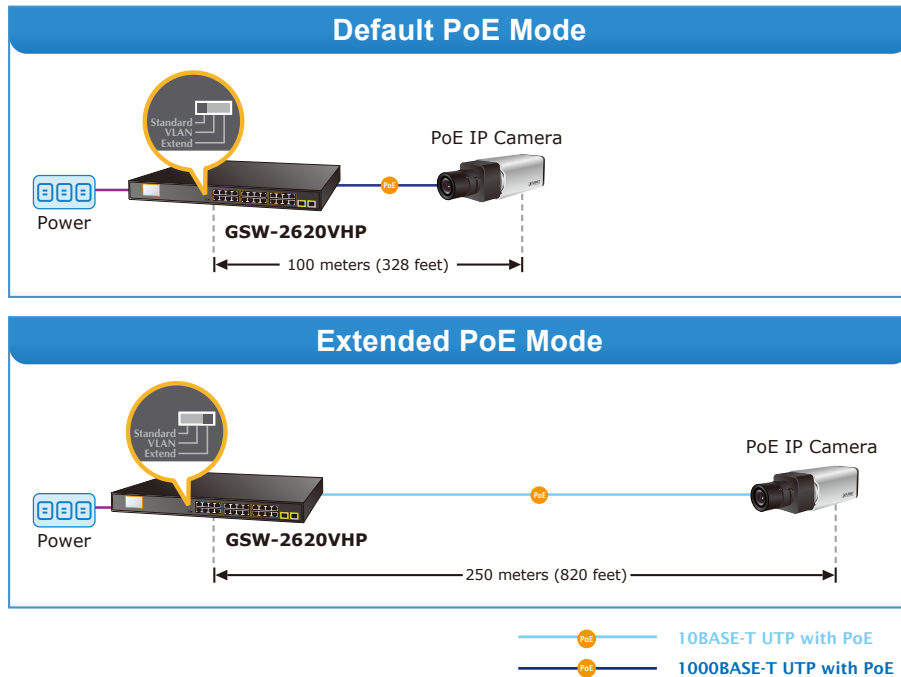 Default PoE Mode
Standard
VLAN
Extend
PoE IP Camera
PoE
Power
GSW-2620VHP
100 meters (328 feet)
Extended PoE Mode
Standard
VLAN
Extend
PoE IP Camera
PoE
Power
GSW-2620VHP
250 meters (820 feet)
PoE
10BASE-T UTP with PoE
PoE
1000BASE-T UTP with PoE